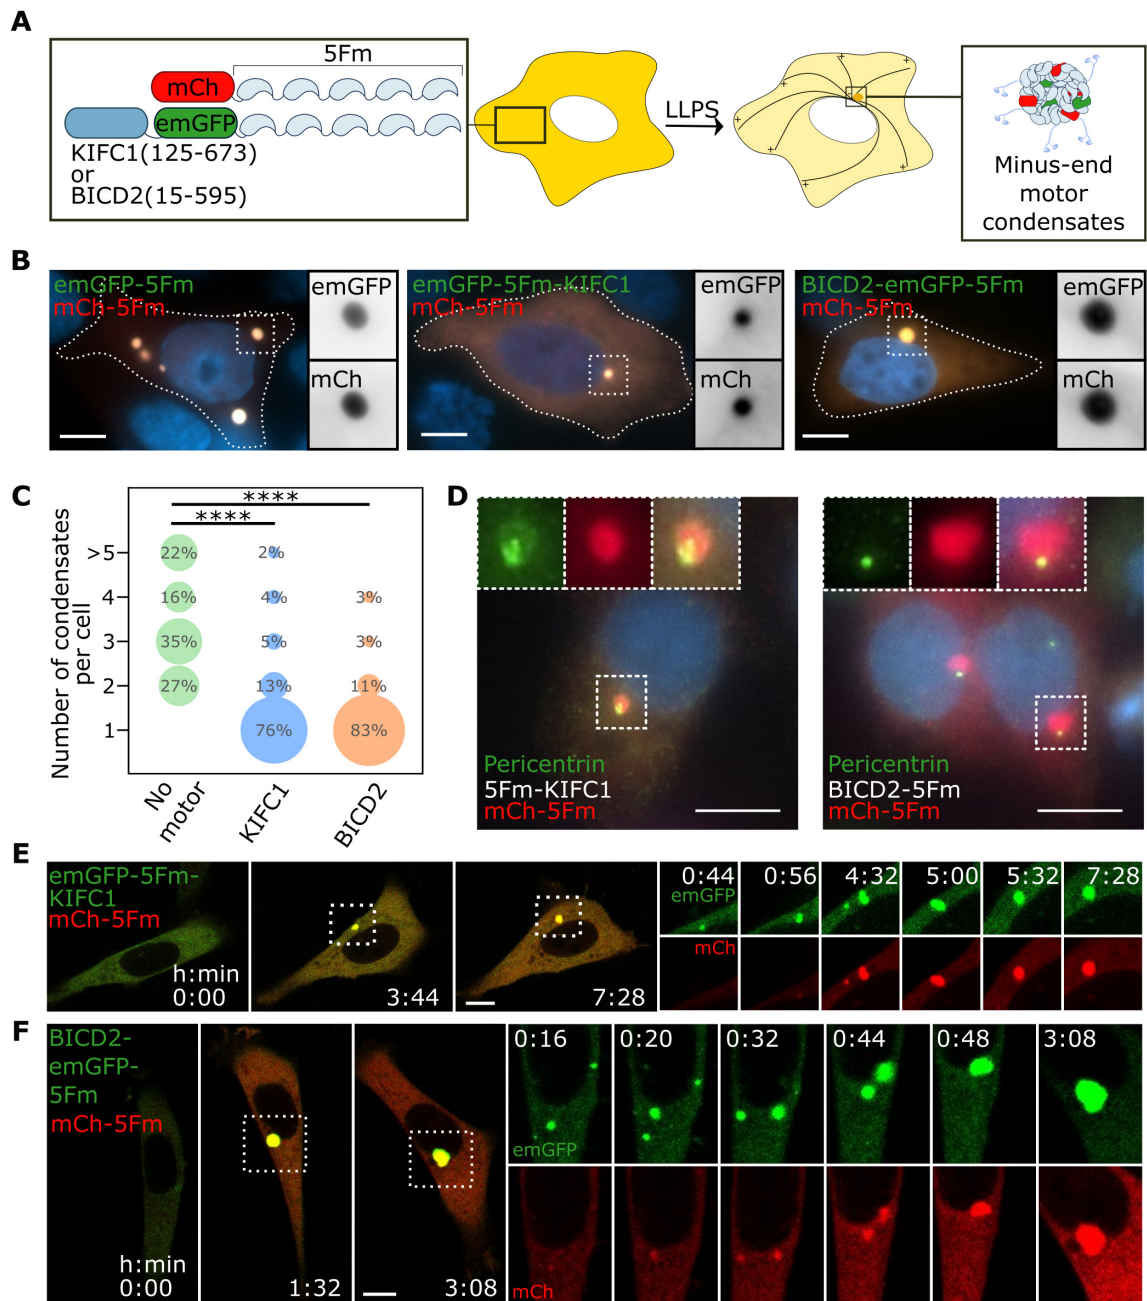 A
5Fm
mCh
emGFP
KIFC1(125-673)
or
BICD2(15-595)
LLPS
+
+
+
+
+
+
Minus-end
motor
condensates
B
emGFP-5Fm
mCh-5Fm
emGFP
mCh
emGFP-5Fm-KIFC1
mCh-5Fm
emGFP
mCh
BICD2-emGFP-5Fm
mCh-5Fm
emGFP
mCh
C
Number of condensates
per cell
****
****
>5
22%
2%
4
16%
4%
3%
3
35%
5%
3%
2
27%
13%
11%
1
76%
83%
No
motor
KIFC1
BICD2
D
Pericentrin
5Fm-KIFC1
mCh-5Fm
Pericentrin
BICD2-5Fm
mCh-5Fm
E
emGFP-5Fm-
KIFC1
mCh-5Fm
h:min
0:00
3:44
7:28
0:44
0:56
4:32
5:00
5:32
7:28
emGFP
mCh
F
BICD2-
emGFP-
5Fm
mCh-5Fm
h:min
0:00
1:32
3:08
0:16
0:20
0:32
0:44
0:48
3:08
emGFP
mCh